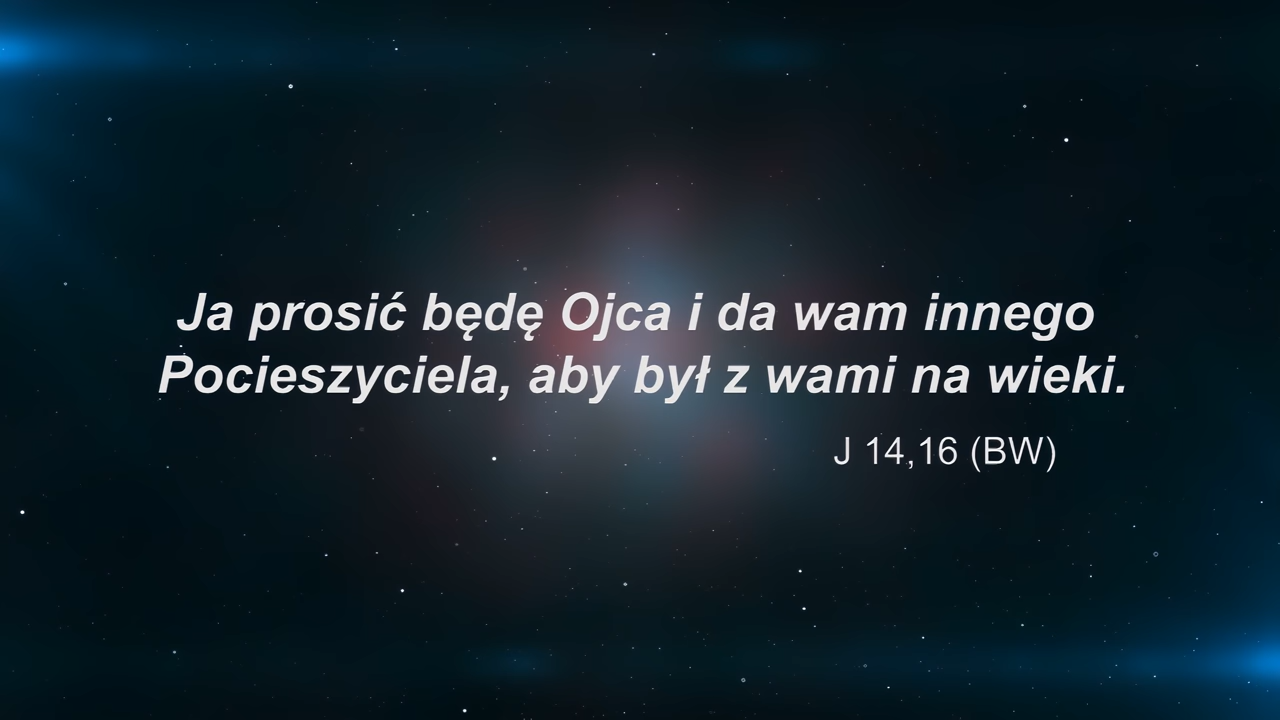 Ja prosić będę Ojca i da wam innego
Pocieszyciela, aby był z wami na wieki.
J 14,16 (BW)